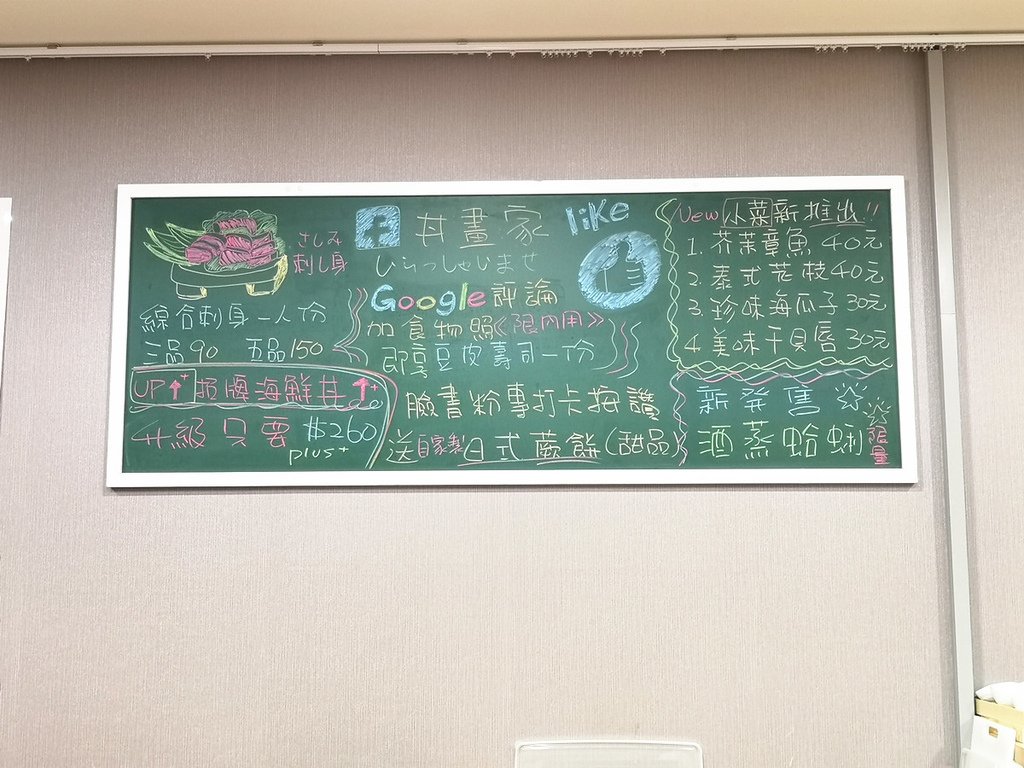 さしみ
刺し身
綜合刺身一人份
三品90 五品150
UP↑+招牌海鮮丼↑+
升級只要$260
plus+
f 丼畫家 like
いらっしゃいませ
Google評論
加食物照《限內用》
即享豆皮壽司一份
臉書粉專打卡按讚
送自家製日式蕨餅(甜品)
New 小菜新推出!!
1. 芥茉章魚 40元
2. 泰式花枝 40元
3. 珍味海瓜子 30元
4. 美味干貝唇 30元
新發售
酒蒸蛤蜊 限量